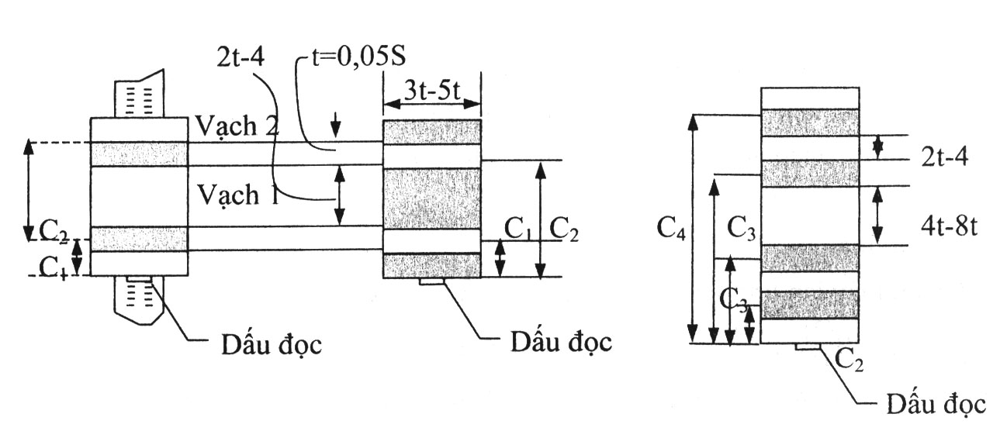 2t-4
t=0,05S
3t-5t
Vạch 2
Vạch 1
C₂
C₁
C₁
C₂
Dấu đọc
Dấu đọc
2t-4
4t-8t
C₄
C₃
C₃
C₂
Dấu đọc